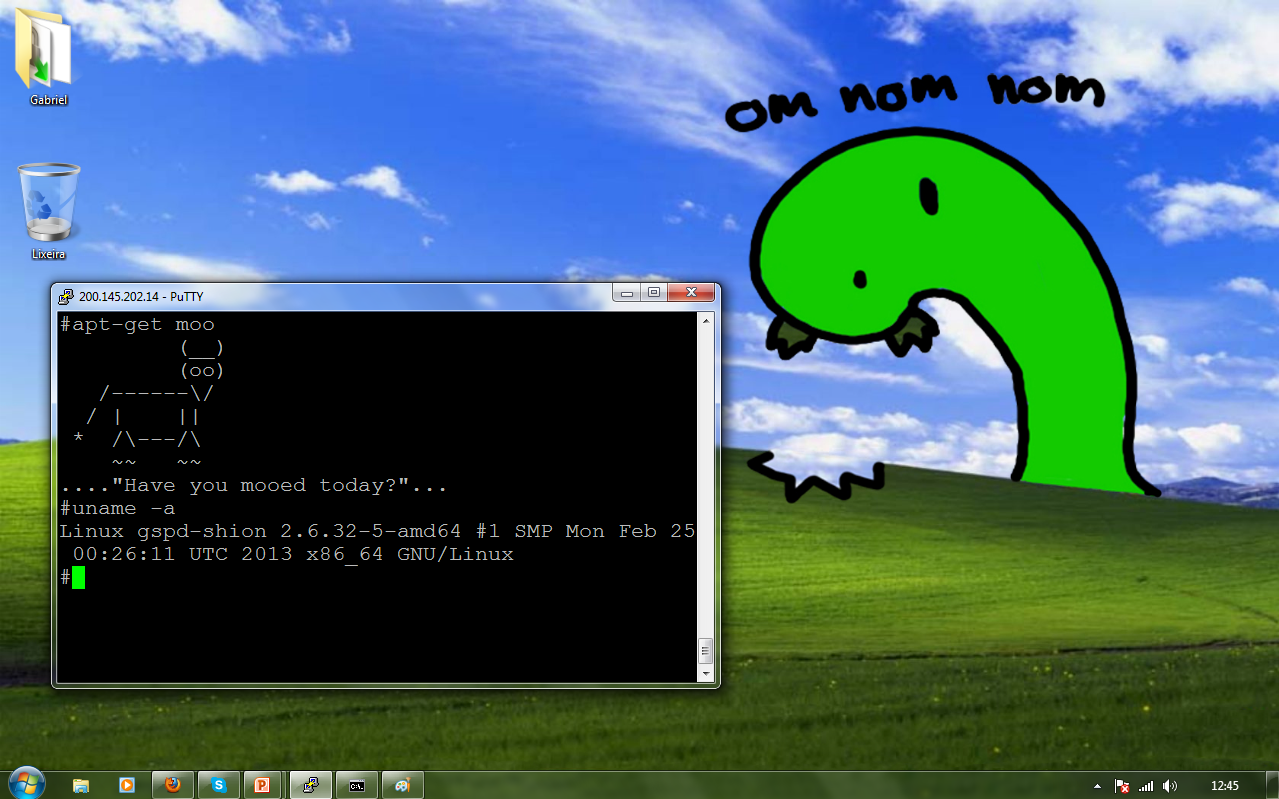 Gabriel
Lixeira
om nom nom
200.145.202.14 - PuTTY
#apt-get moo
         (__)
         (oo)
   /------\/
  / |    ||
 *  /\---/\
    ~~   ~~
...."Have you mooed today?"...
#uname -a
Linux gspd-shion 2.6.32-5-amd64 #1 SMP Mon Feb 25
 00:26:11 UTC 2013 x86_64 GNU/Linux
#
12:45